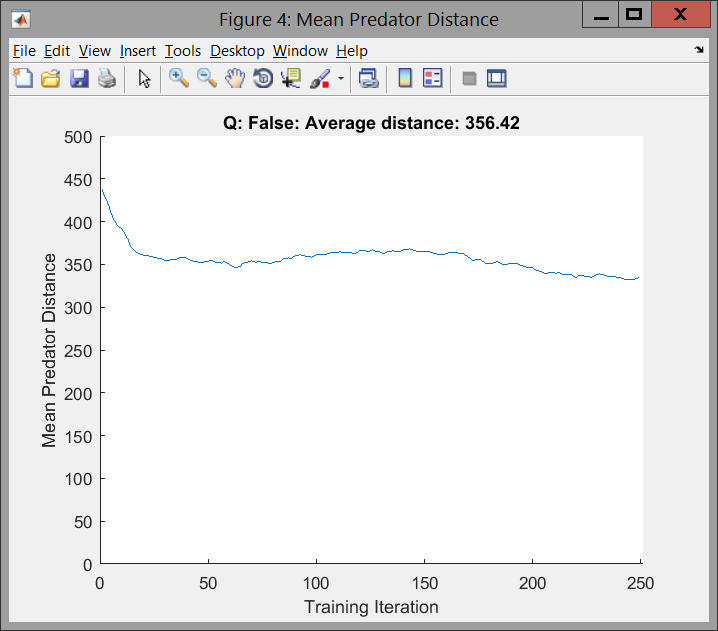 Figure 4: Mean Predator Distance
File Edit View Insert Tools Desktop Window Help
Q: False: Average distance: 356.42
500
450
400
350
300
250
200
150
100
50
0
Mean Predator Distance
0 50 100 150 200 250
Training Iteration